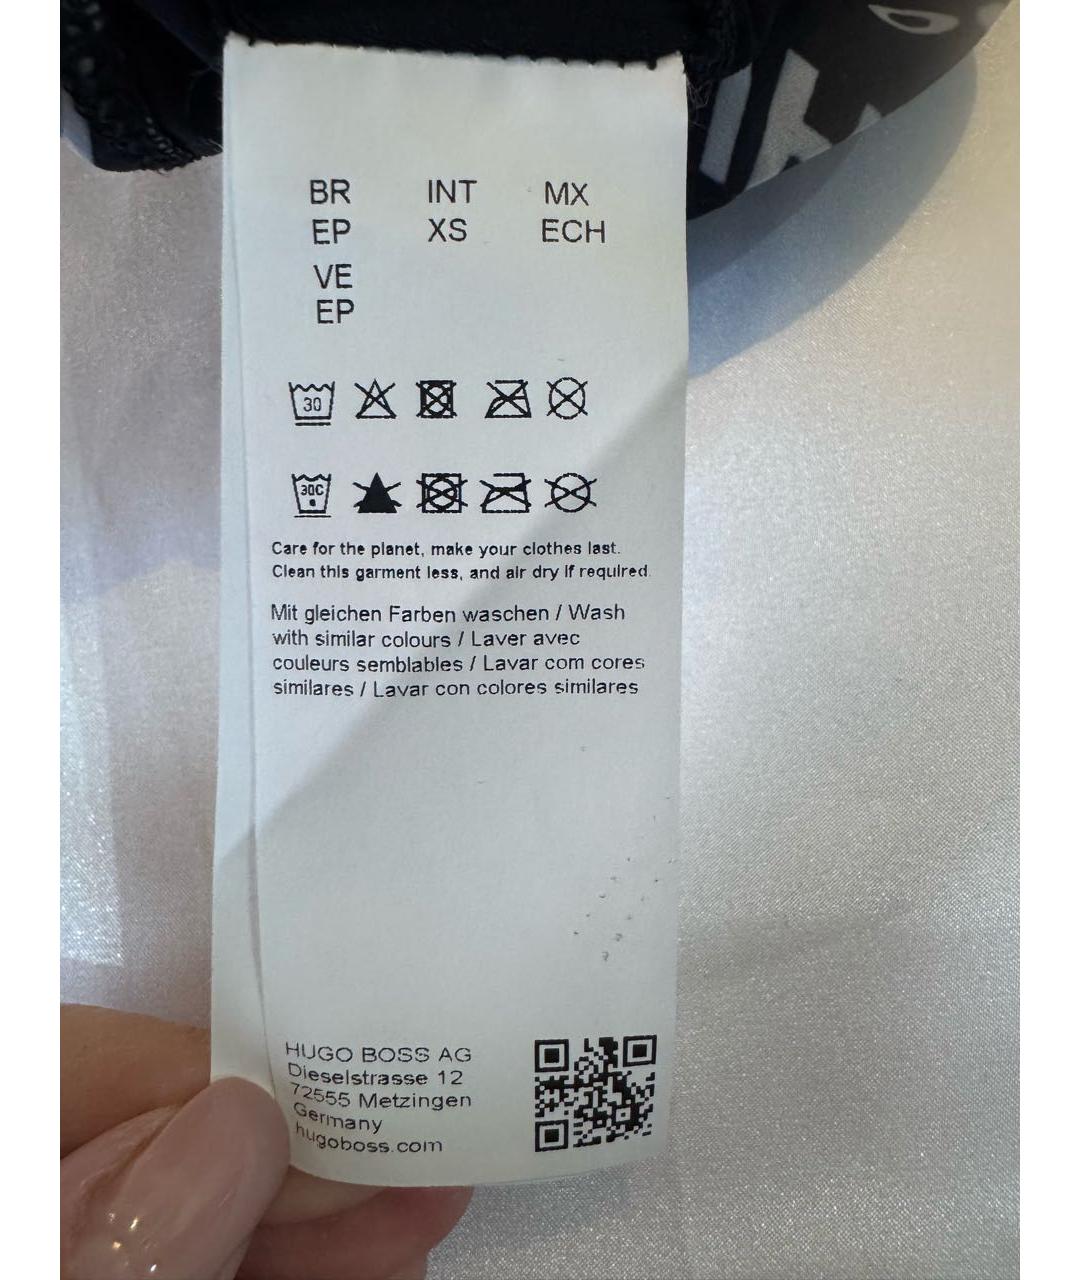 BR INT MX
EP XS ECH
VE
EP
30
30C
Care for the planet, make your clothes last.
Clean this garment less, and air dry if required.
Mit gleichen Farben waschen / Wash
with similar colours / Laver avec
couleurs semblables / Lavar com cores
similares / Lavar con colores similares
HUGO BOSS AG
Dieselstrasse 12
72555 Metzingen
Germany
hugoboss.com